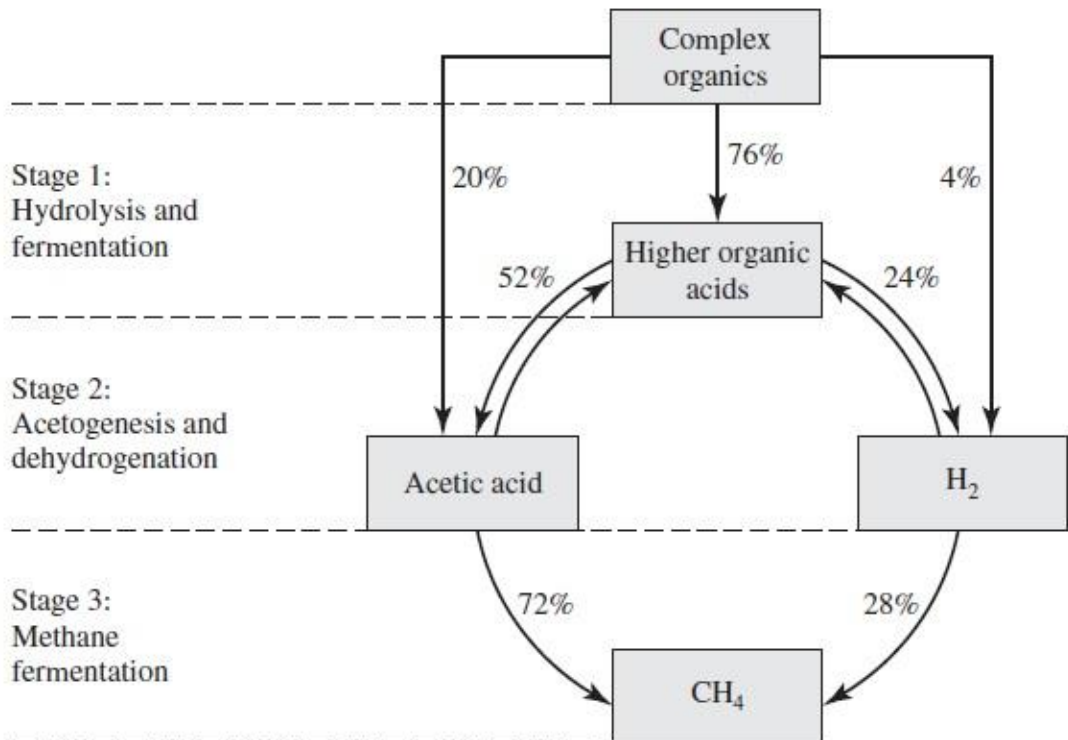 Complex
organics
20%
76%
4%
Stage 1:
Hydrolysis and
fermentation
Higher organic
acids
52%
24%
Stage 2:
Acetogenesis and
dehydrogenation
Acetic acid
H₂
Stage 3:
Methane
fermentation
72%
28%
CH₄